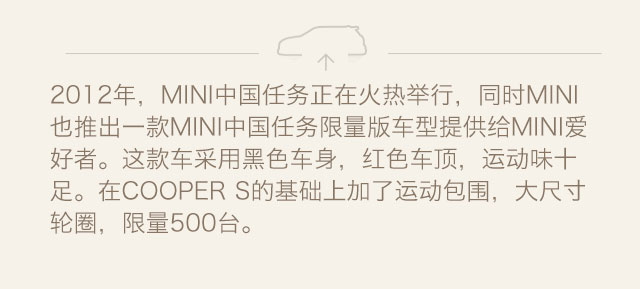 2012年，MINI中国任务正在火热举行，同时MINI
也推出一款MINI中国任务限量版车型提供给MINI爱
好者。这款车采用黑色车身，红色车顶，运动味十
足。在COOPER S的基础上加了运动包围，大尺寸
轮圈，限量500台。